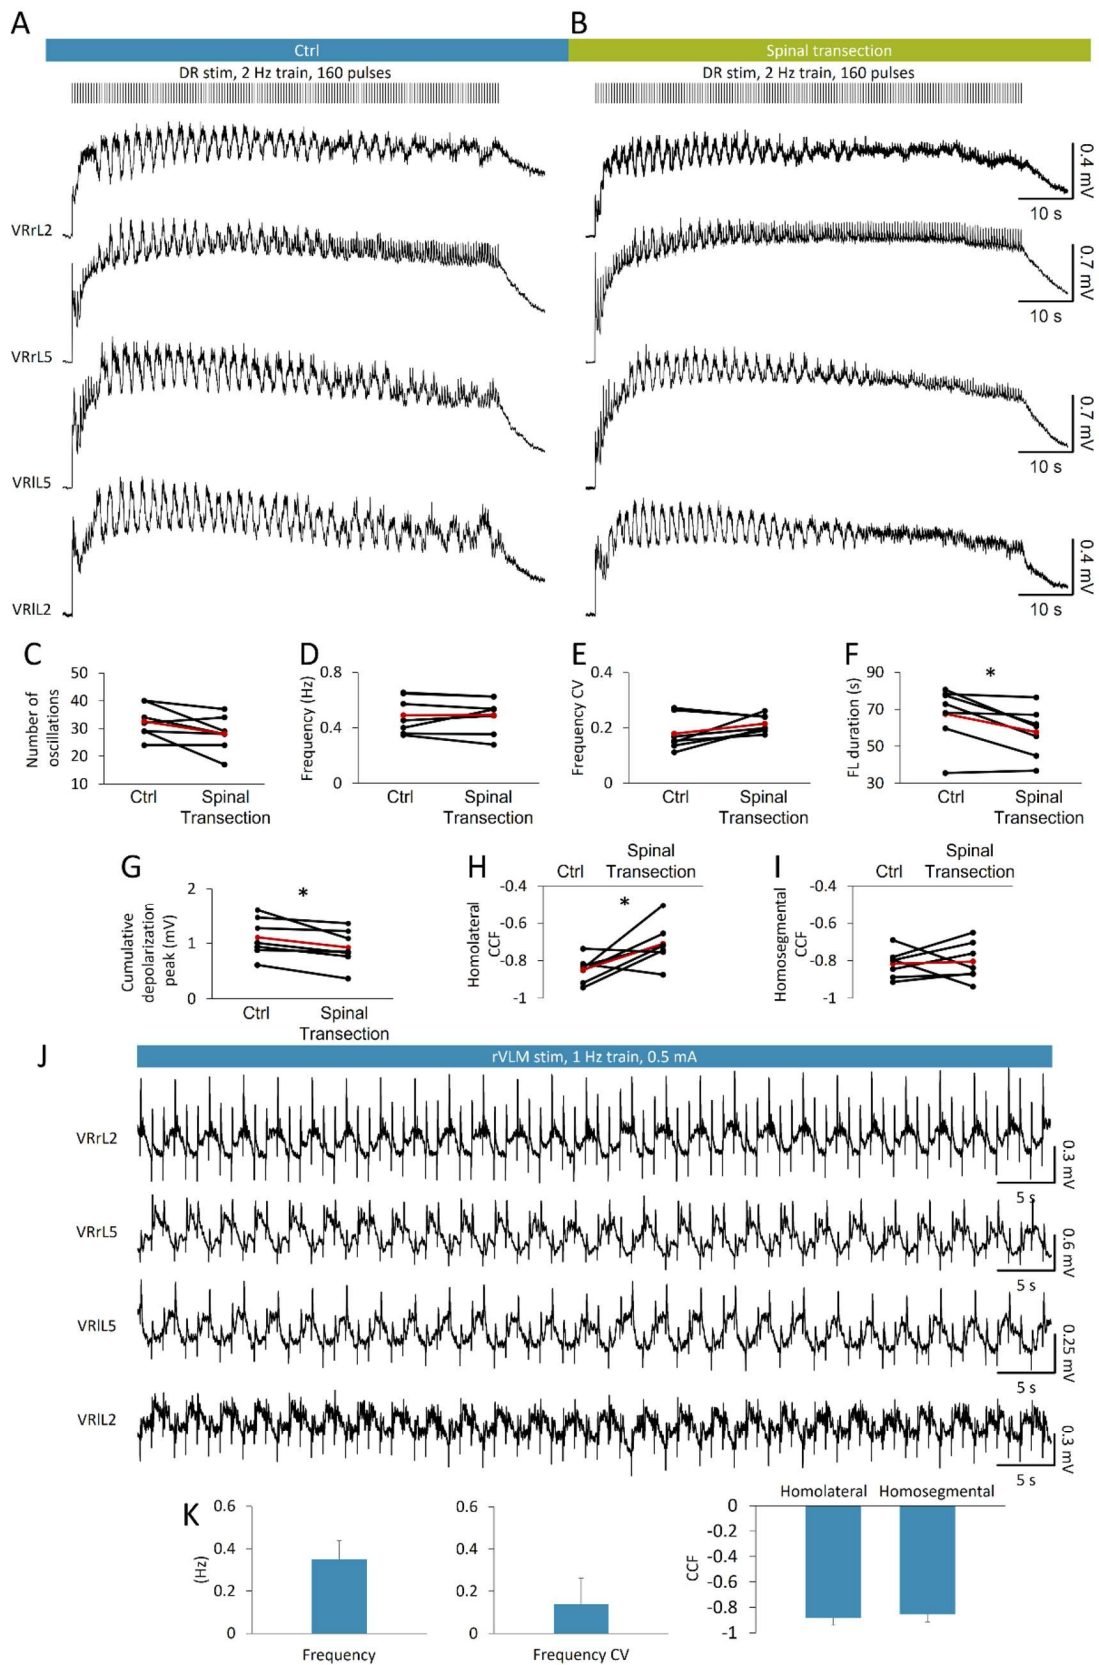 A
B
Ctrl
Spinal transection
DR stim, 2 Hz train, 160 pulses
DR stim, 2 Hz train, 160 pulses
VRrL2
0.4 mV
10 s
VRrL5
0.7 mV
10 s
VRlL5
0.7 mV
10 s
VRlL2
0.4 mV
10 s
C
Number of
oscillations
50
40
30
20
10
Ctrl
Spinal
Transection
D
Frequency (Hz)
0.8
0.4
0
Ctrl
Spinal
Transection
E
Frequency CV
0.4
0.2
0
Ctrl
Spinal
Transection
F
FL duration (s)
90
70
50
30
*
Ctrl
Spinal
Transection
G
Cumulative
depolarization
peak (mV)
2
1
0
*
Ctrl
Spinal
Transection
H
Homolateral
CCF
Ctrl
Spinal
Transection
-0.4
-0.6
-0.8
-1
*
I
Homosegmental
CCF
Ctrl
Spinal
Transection
-0.4
-0.6
-0.8
-1
J
rVLM stim, 1 Hz train, 0.5 mA
VRrL2
0.3 mV
5 s
VRrL5
0.6 mV
5 s
VRlL5
0.25 mV
5 s
VRlL2
0.3 mV
5 s
K
(Hz)
0.6
0.4
0.2
0
Frequency
0.6
0.4
0.2
0
Frequency CV
Homolateral Homosegmental
CCF
0
-0.2
-0.4
-0.6
-0.8
-1